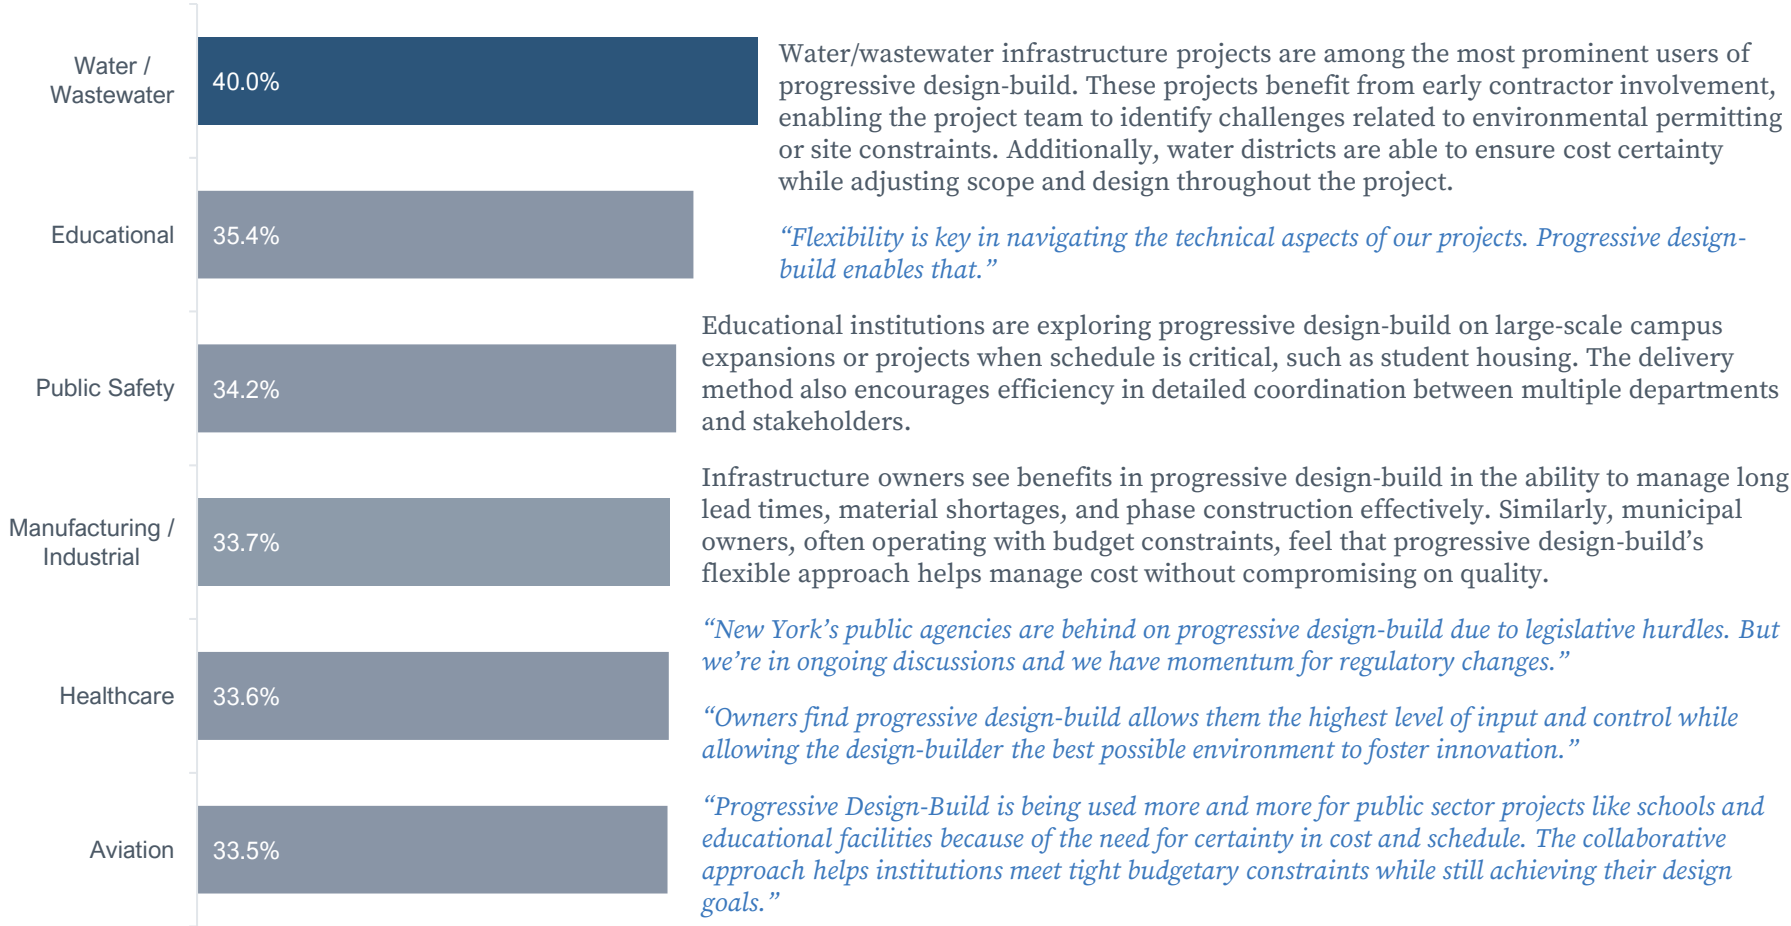 Water /
Wastewater
40.0%
Educational
35.4%
Public Safety
34.2%
Manufacturing /
Industrial
33.7%
Healthcare
33.6%
Aviation
33.5%
Water/wastewater infrastructure projects are among the most prominent users of
progressive design-build. These projects benefit from early contractor involvement,
enabling the project team to identify challenges related to environmental permitting
or site constraints. Additionally, water districts are able to ensure cost certainty
while adjusting scope and design throughout the project.
“Flexibility is key in navigating the technical aspects of our projects. Progressive design-
build enables that.”
Educational institutions are exploring progressive design-build on large-scale campus
expansions or projects when schedule is critical, such as student housing. The delivery
method also encourages efficiency in detailed coordination between multiple departments
and stakeholders.
Infrastructure owners see benefits in progressive design-build in the ability to manage long
lead times, material shortages, and phase construction effectively. Similarly, municipal
owners, often operating with budget constraints, feel that progressive design-build’s
flexible approach helps manage cost without compromising on quality.
“New York’s public agencies are behind on progressive design-build due to legislative hurdles. But
we’re in ongoing discussions and we have momentum for regulatory changes.”
“Owners find progressive design-build allows them the highest level of input and control while
allowing the design-builder the best possible environment to foster innovation.”
“Progressive Design-Build is being used more and more for public sector projects like schools and
educational facilities because of the need for certainty in cost and schedule. The collaborative
approach helps institutions meet tight budgetary constraints while still achieving their design
goals.”